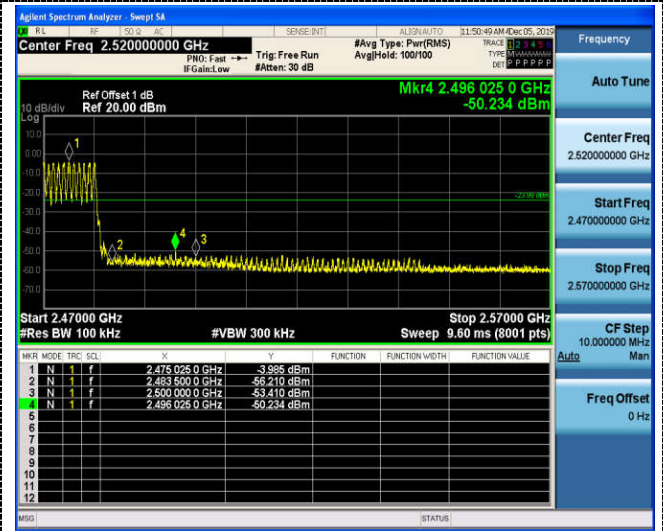 Agilent Spectrum Analyzer - Swept SA
RL RF 50 Ω AC SENSE:INT ALIGNAUTO 11:50:49 AM Dec 05, 2019
Center Freq 2.520000000 GHz
PNO: Fast
IFGain:Low
Trig: Free Run
#Atten: 30 dB
#Avg Type: Pwr(RMS)
Avg|Hold: 100/100
TRACE 1 2 3 4 5 6
TYPE M
DET P P P P P P
Ref Offset 1 dB
Ref 20.00 dBm
10 dB/div
Log
Mkr4 2.496 025 0 GHz
-50.234 dBm
10.0
0.00
-10.0
-20.0
-30.0
-40.0
-50.0
-60.0
-70.0
1
2
4
3
Start 2.47000 GHz
Stop 2.57000 GHz
#Res BW 100 kHz #VBW 300 kHz Sweep 9.60 ms (8001 pts)
MKR MODE TRC SCL X Y FUNCTION FUNCTION WIDTH FUNCTION VALUE
1 N 1 f 2.475 025 0 GHz -3.985 dBm
2 N 1 f 2.483 500 0 GHz -56.210 dBm
3 N 1 f 2.500 000 0 GHz -53.410 dBm
4 N 1 f 2.496 025 0 GHz -50.234 dBm
5
6
7
8
9
10
11
12
MSG STATUS
Frequency
Auto Tune
Center Freq
2.520000000 GHz
Start Freq
2.470000000 GHz
Stop Freq
2.570000000 GHz
CF Step
10.000000 MHz
Auto Man
Freq Offset
0 Hz